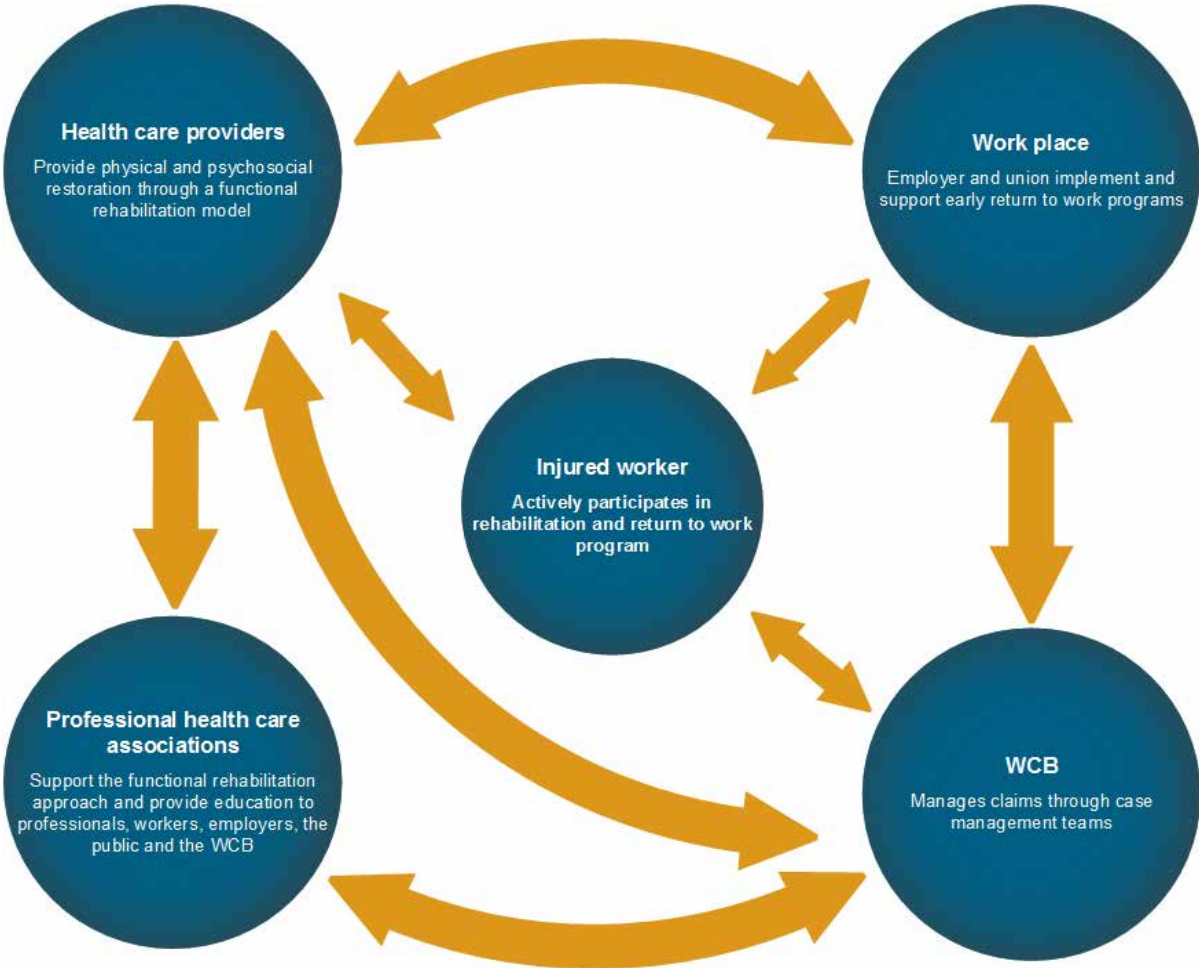 Health care providers
Provide physical and psychosocial
restoration through a functional
rehabilitation model
Work place
Employer and union implement and
support early return to work programs
Injured worker
Actively participates in
rehabilitation and return to work
program
Professional health care
associations
Support the functional rehabilitation
approach and provide education to
professionals, workers, employers, the
public and the WCB
WCB
Manages claims through case
management teams